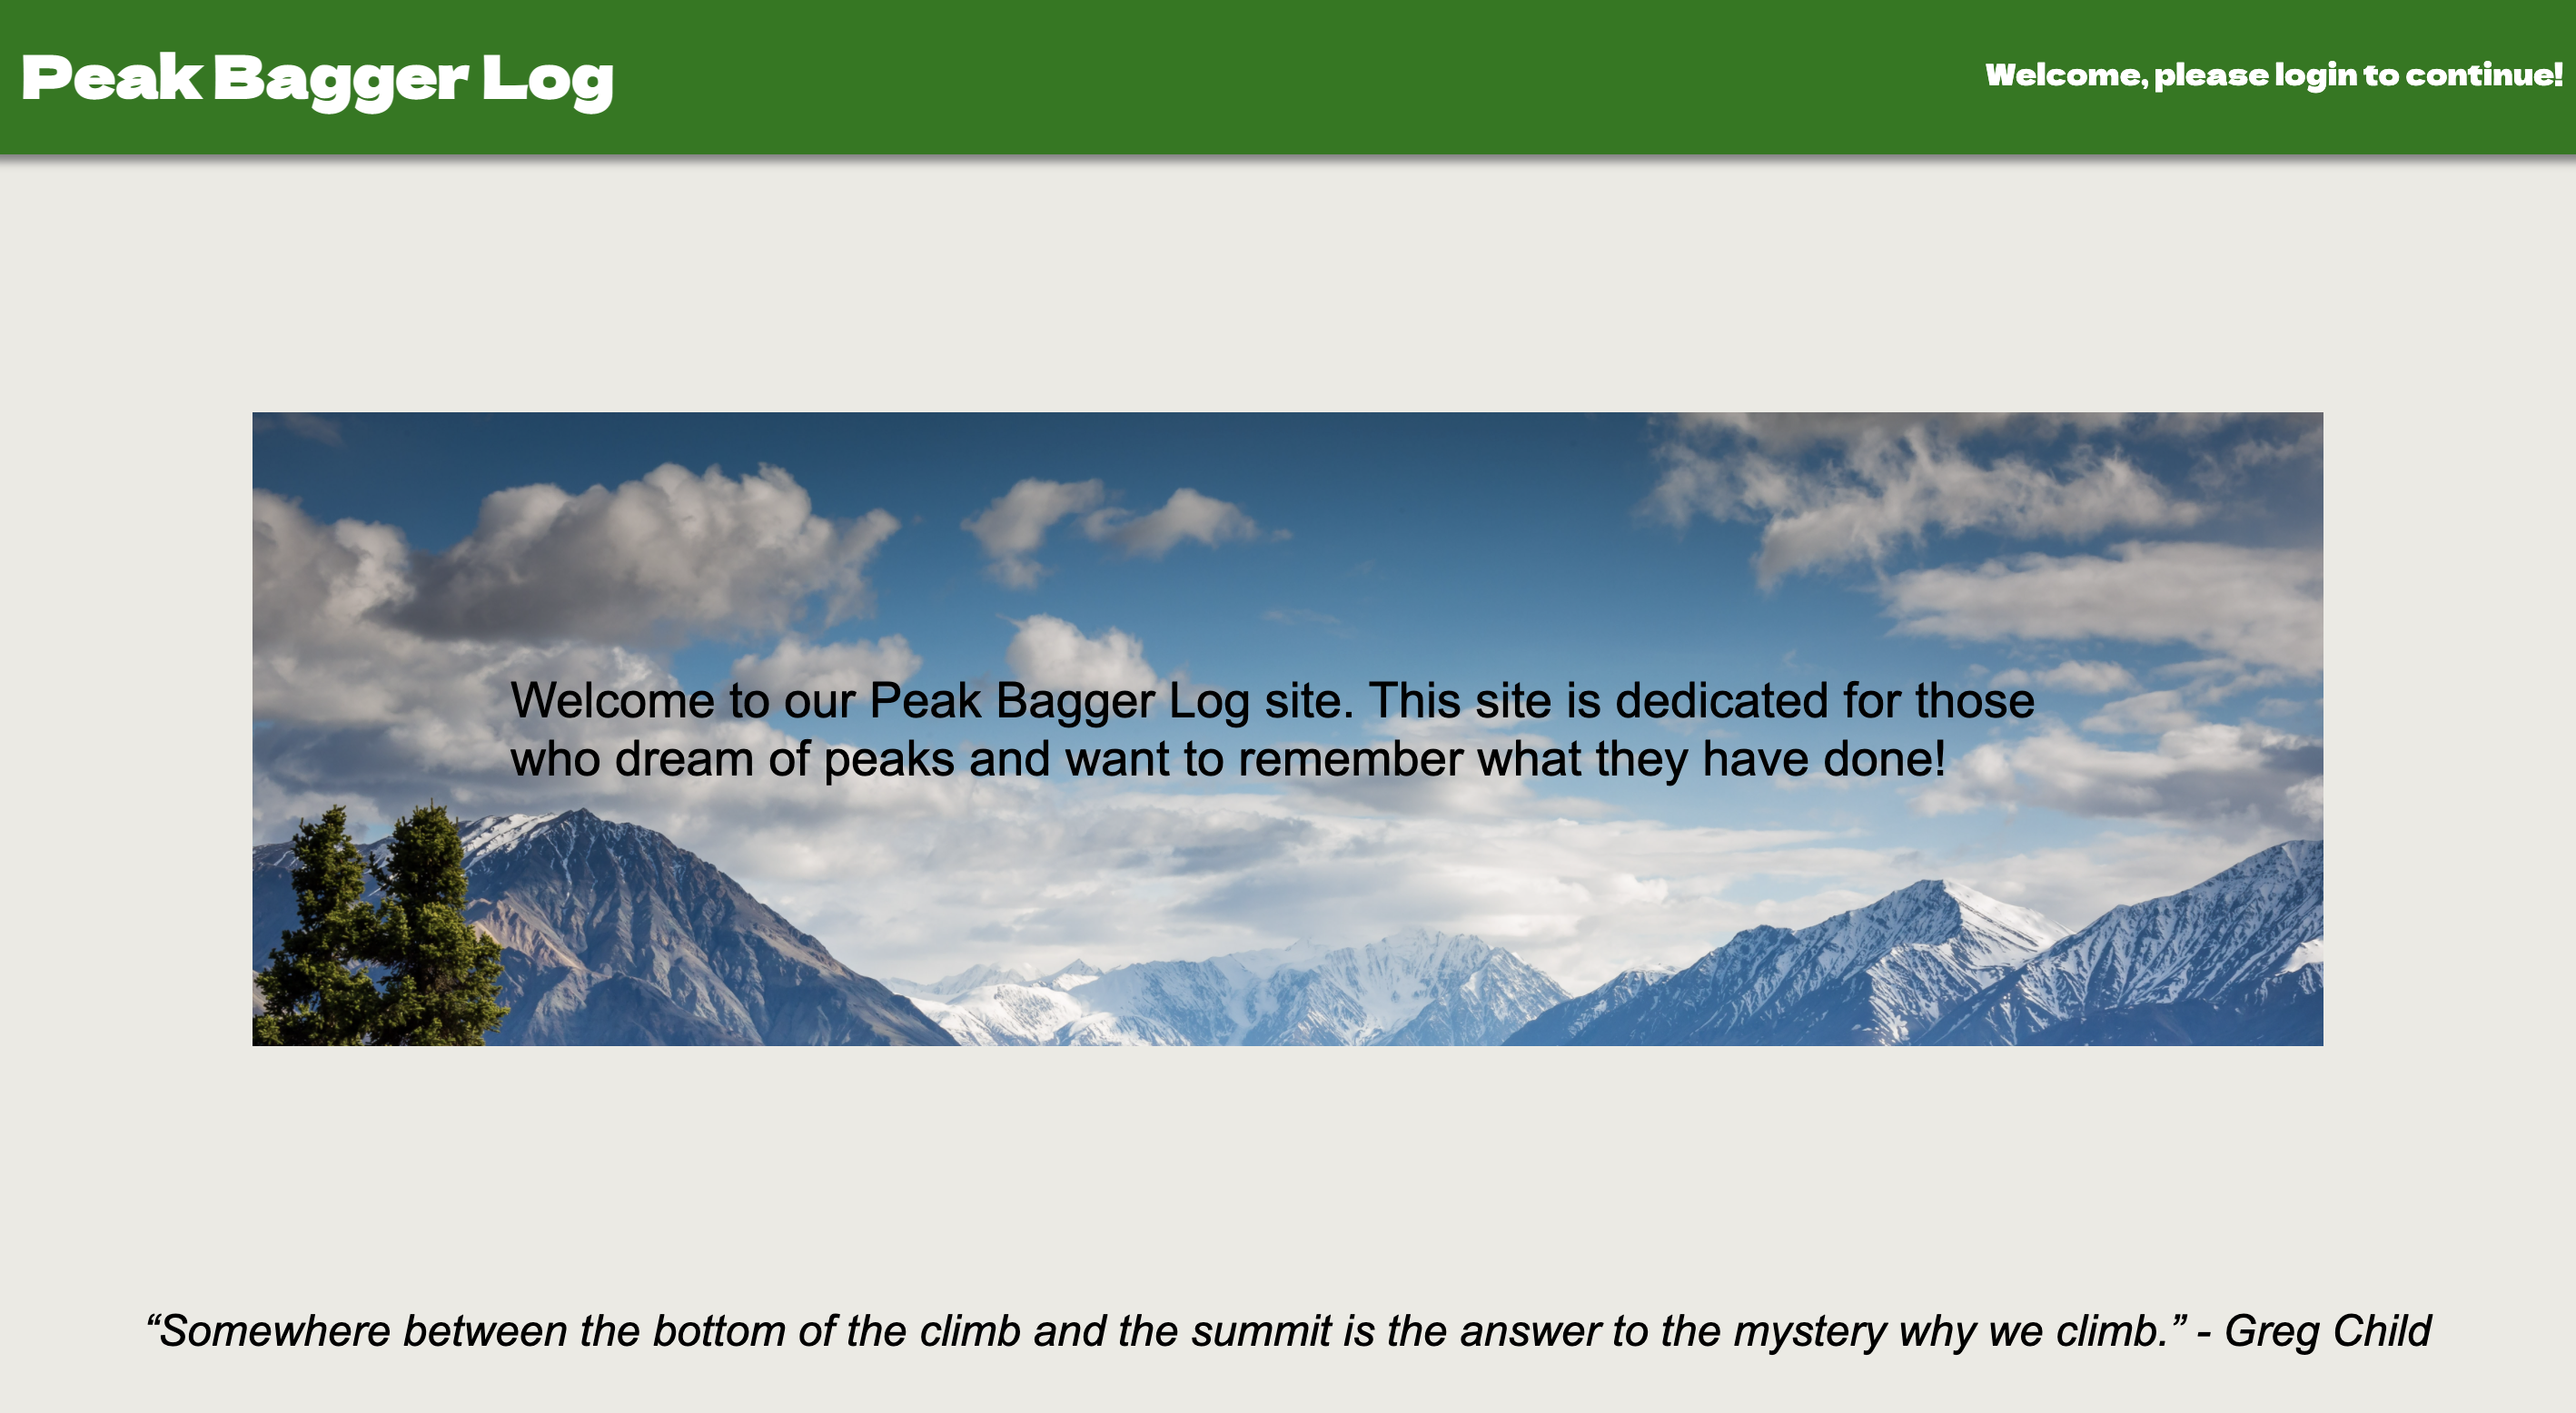 Peak Bagger Log
Welcome, please login to continue!
Welcome to our Peak Bagger Log site. This site is dedicated for those
who dream of peaks and want to remember what they have done!
“Somewhere between the bottom of the climb and the summit is the answer to the mystery why we climb.” - Greg Child